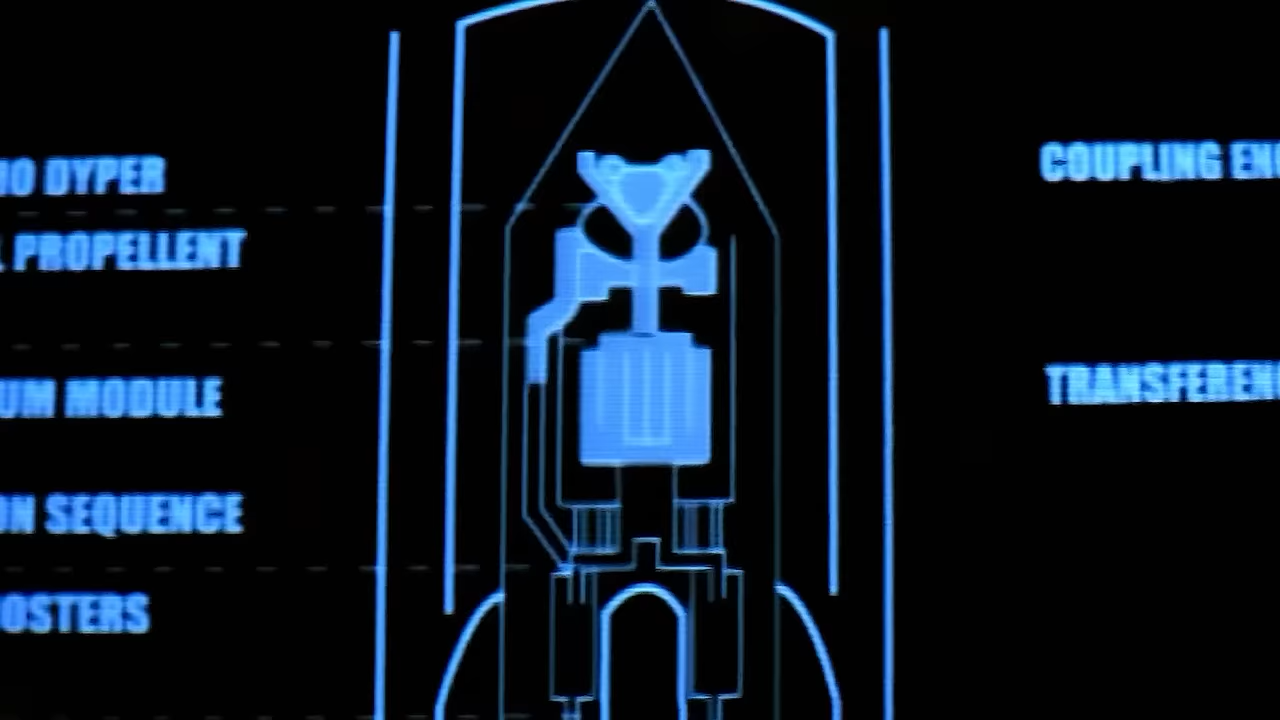 DYPER
PROPELLENT
UM MODULE
ON SEQUENCE
OSTERS
COUPLING EN
TRANSFEREN